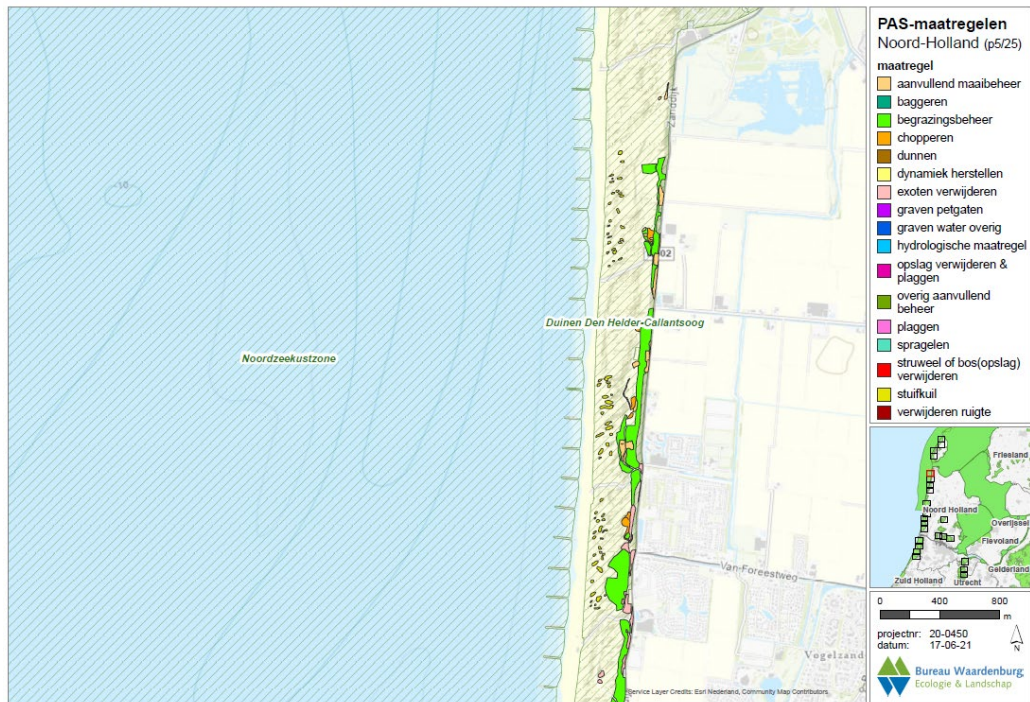 PAS-maatregelen
Noord-Holland (p5/25)
maatregel
aanvullend maaibeheer
baggeren
begrazingsbeheer
chopperen
dunnen
dynamiek herstellen
exoten verwijderen
graven petgaten
graven water overig
hydrologische maatregel
opslag verwijderen &
plaggen
overig aanvullend
beheer
plaggen
spragelen
struweel of bos(opslag)
verwijderen
stuifkuil
verwijderen ruigte
Zanddijk
-10
Duinen Den Helder-Callantsoog
Noordzeekustzone
Van-Foreestweg
Vogelzand
Service Layer Credits: Esri Nederland, Community Map Contributors
Friesland
Noord Holland
Overijssel
Flevoland
Gelderland
Zuid Holland
Utrecht
0 400 800
m
projectnr: 20-0450
datum: 17-06-21
N
Bureau Waardenburg
Ecologie & Landschap